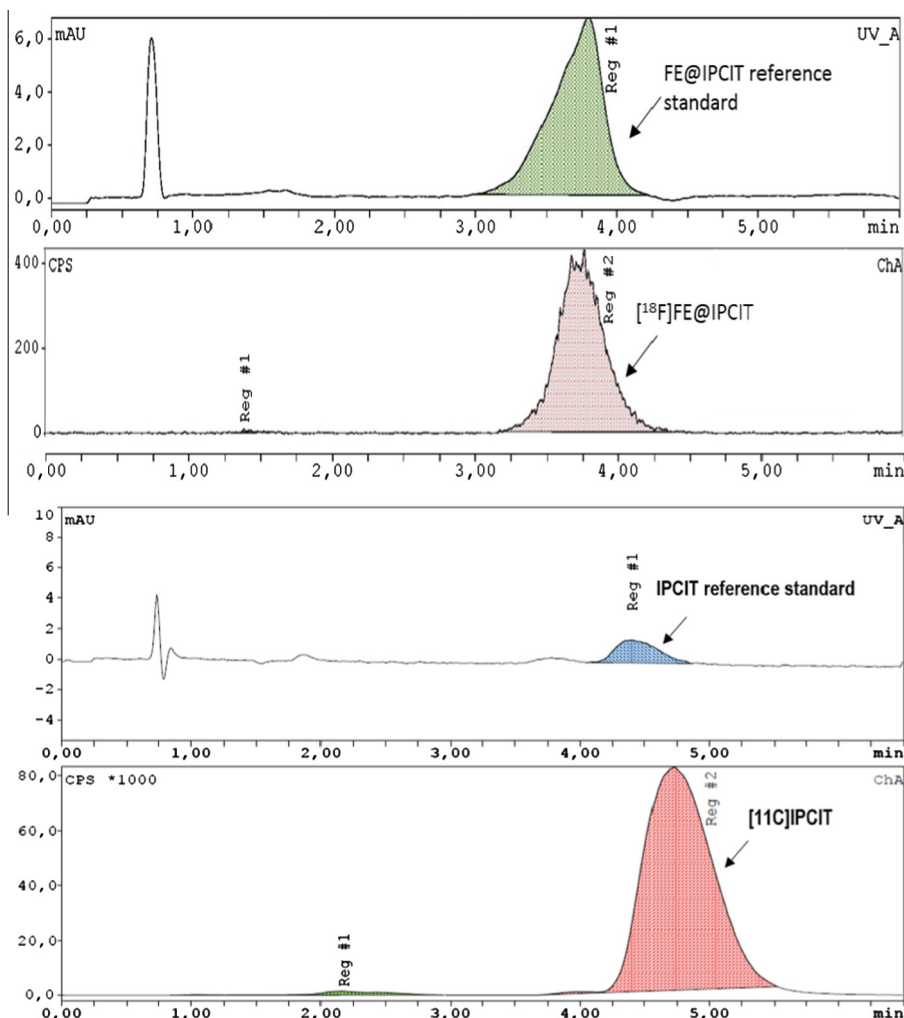 mAU UV_A
6,0
4,0
2,0
0,0
Reg #1
FE@IPCIT reference
standard
0,00 1,00 2,00 3,00 4,00 5,00 min
CPS ChA
400
200
0
Reg #1
Reg #2
[¹⁸F]FE@IPCIT
0,00 1,00 2,00 3,00 4,00 5,00 min
mAU UV_A
10
8
6
4
2
0
-2
-4
Reg #1
IPCIT reference standard
0,00 1,00 2,00 3,00 4,00 5,00 min
CPS *1000 ChA
80,0
60,0
40,0
20,0
0,0
Reg #1
Reg #2
[11C]IPCIT
0,00 1,00 2,00 3,00 4,00 5,00 min